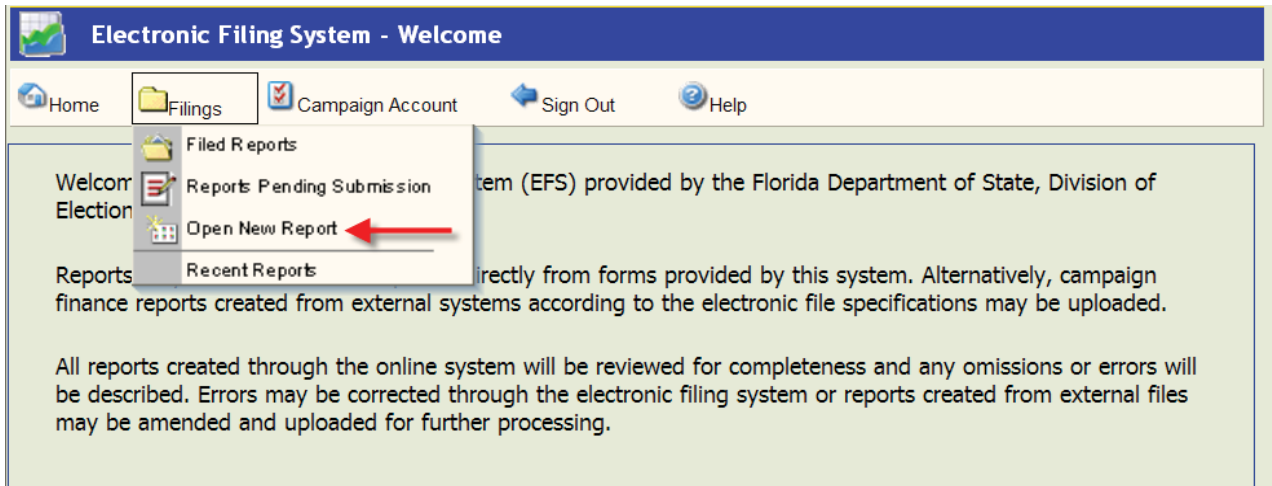 Electronic Filing System - Welcome
Home Filings Campaign Account Sign Out Help
Filed Reports
Reports Pending Submission
Open New Report
Recent Reports
Welcom tem (EFS) provided by the Florida Department of State, Division of
Election
Reports irectly from forms provided by this system. Alternatively, campaign
finance reports created from external systems according to the electronic file specifications may be uploaded.
All reports created through the online system will be reviewed for completeness and any omissions or errors will
be described. Errors may be corrected through the electronic filing system or reports created from external files
may be amended and uploaded for further processing.